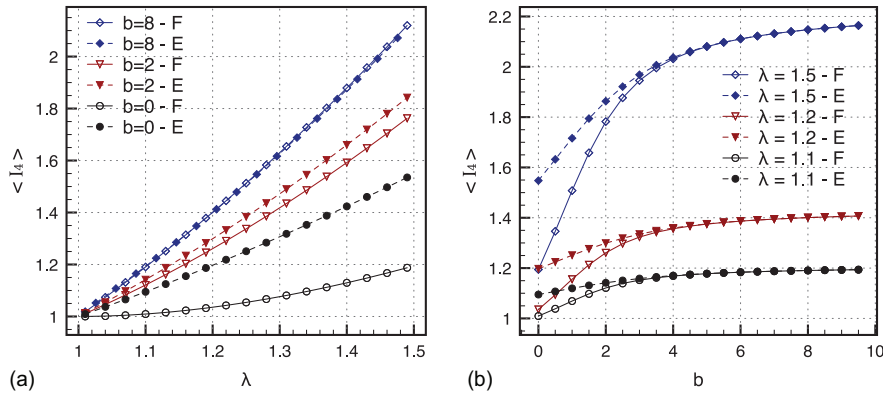 b=8 - F
b=8 - E
b=2 - F
b=2 - E
b=0 - F
b=0 - E
2
1.8
1.6
1.4
1.2
1
< I₄ >
1 1.1 1.2 1.3 1.4 1.5
(a) λ
2.2
2
1.8
1.6
1.4
1.2
1
< I₄ >
λ = 1.5 - F
λ = 1.5 - E
λ = 1.2 - F
λ = 1.2 - E
λ = 1.1 - F
λ = 1.1 - E
0 2 4 6 8 10
(b) b